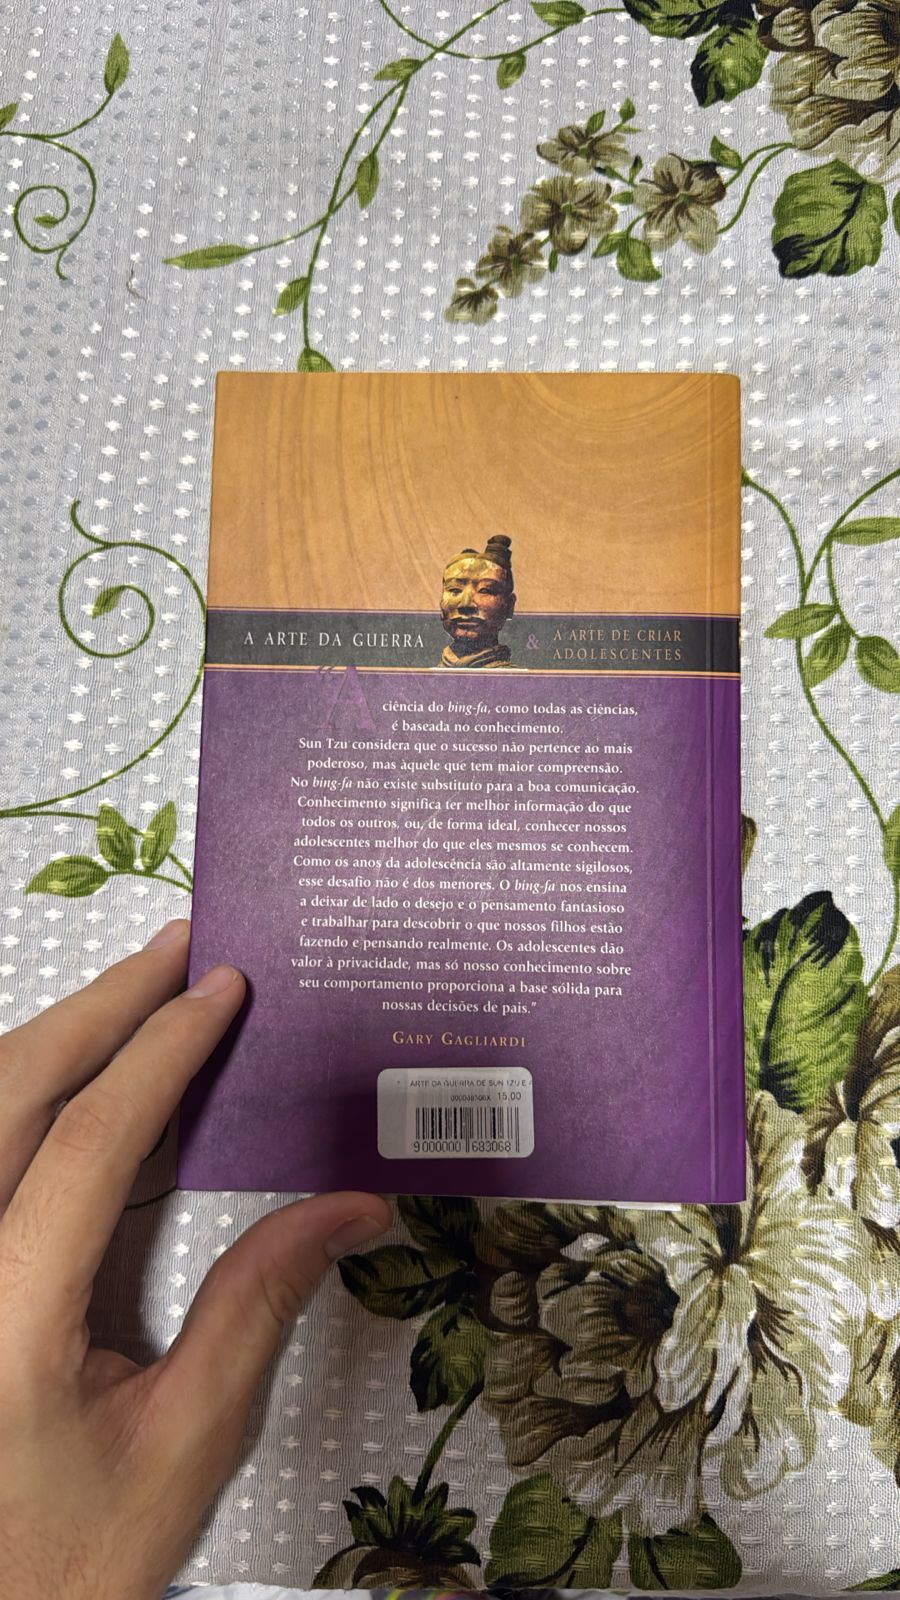 A ARTE DA GUERRA
&
A ARTE DE CRIAR
ADOLESCENTES
"A ciência do bing-fa, como todas as ciências,
é baseada no conhecimento.
Sun Tzu considera que o sucesso não pertence ao mais
poderoso, mas àquele que tem maior compreensão.
No bing-fa não existe substituto para a boa comunicação.
Conhecimento significa ter melhor informação do que
todos os outros, ou, de forma ideal, conhecer nossos
adolescentes melhor do que eles mesmos se conhecem.
Como os anos da adolescência são altamente sigilosos,
esse desafio não é dos menores. O bing-fa nos ensina
a deixar de lado o desejo e o pensamento fantasioso
e trabalhar para descobrir o que nossos filhos estão
fazendo e pensando realmente. Os adolescentes dão
valor à privacidade, mas só nosso conhecimento sobre
seu comportamento proporciona a base sólida para
nossas decisões de pais."
GARY GAGLIARDI
ARTE DA GUERRA DE SUN TZU E
15,00
9 000000 683068